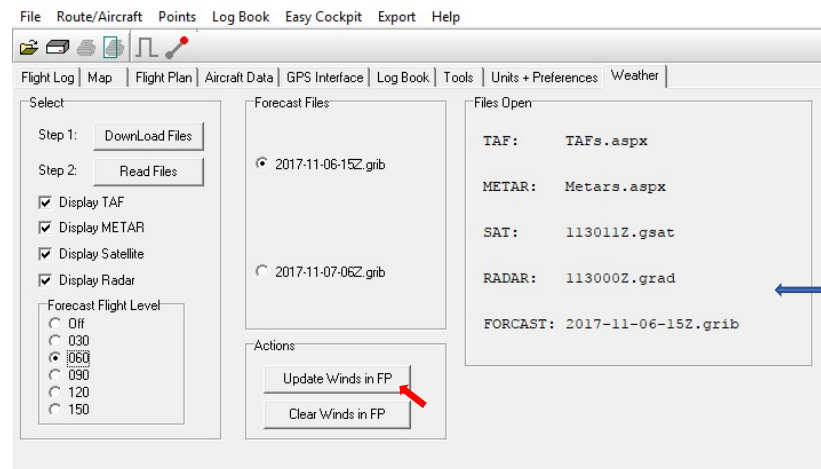 File Route/Aircraft Points Log Book Easy Cockpit Export Help
Flight Log Map Flight Plan Aircraft Data GPS Interface Log Book Tools Units + Preferences Weather
Select
Step 1: DownLoad Files
Step 2: Read Files
Display TAF
Display METAR
Display Satellite
Display Radar
Forecast Flight Level
Off
030
060
090
120
150
Forecast Files
2017-11-06-15Z.grib
2017-11-07-06Z.grib
Actions
Update Winds in FP
Clear Winds in FP
Files Open
TAF: TAFs.aspx
METAR: Metars.aspx
SAT: 113011Z.gsat
RADAR: 113000Z.grad
FORCAST: 2017-11-06-15Z.grib